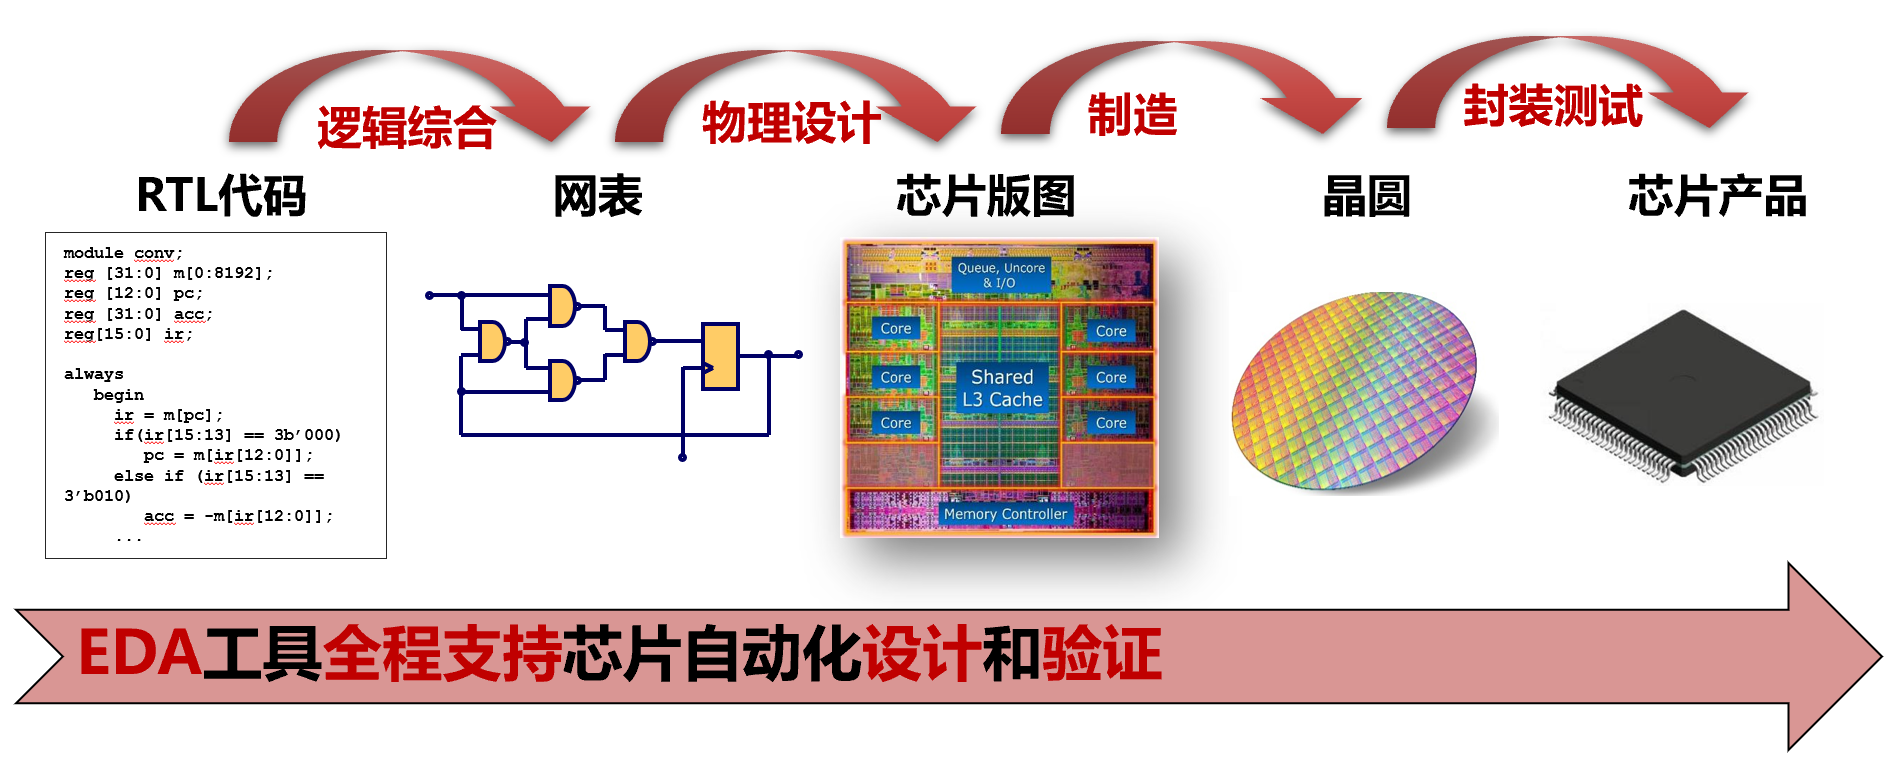 逻辑综合
物理设计
制造
封装测试
RTL代码
网表
芯片版图
晶圆
芯片产品
module conv;
reg [31:0] m[0:8192];
reg [12:0] pc;
reg [31:0] acc;
reg[15:0] ir;
always
begin
ir = m[pc];
if(ir[15:13] == 3b’000)
pc = m[ir[12:0]];
else if (ir[15:13] ==
3’b010)
acc = -m[ir[12:0]];
...
Queue, Uncore
& I/O
Core
Core
Core
Shared
L3 Cache
Core
Core
Core
Memory Controller
EDA工具全程支持芯片自动化设计和验证